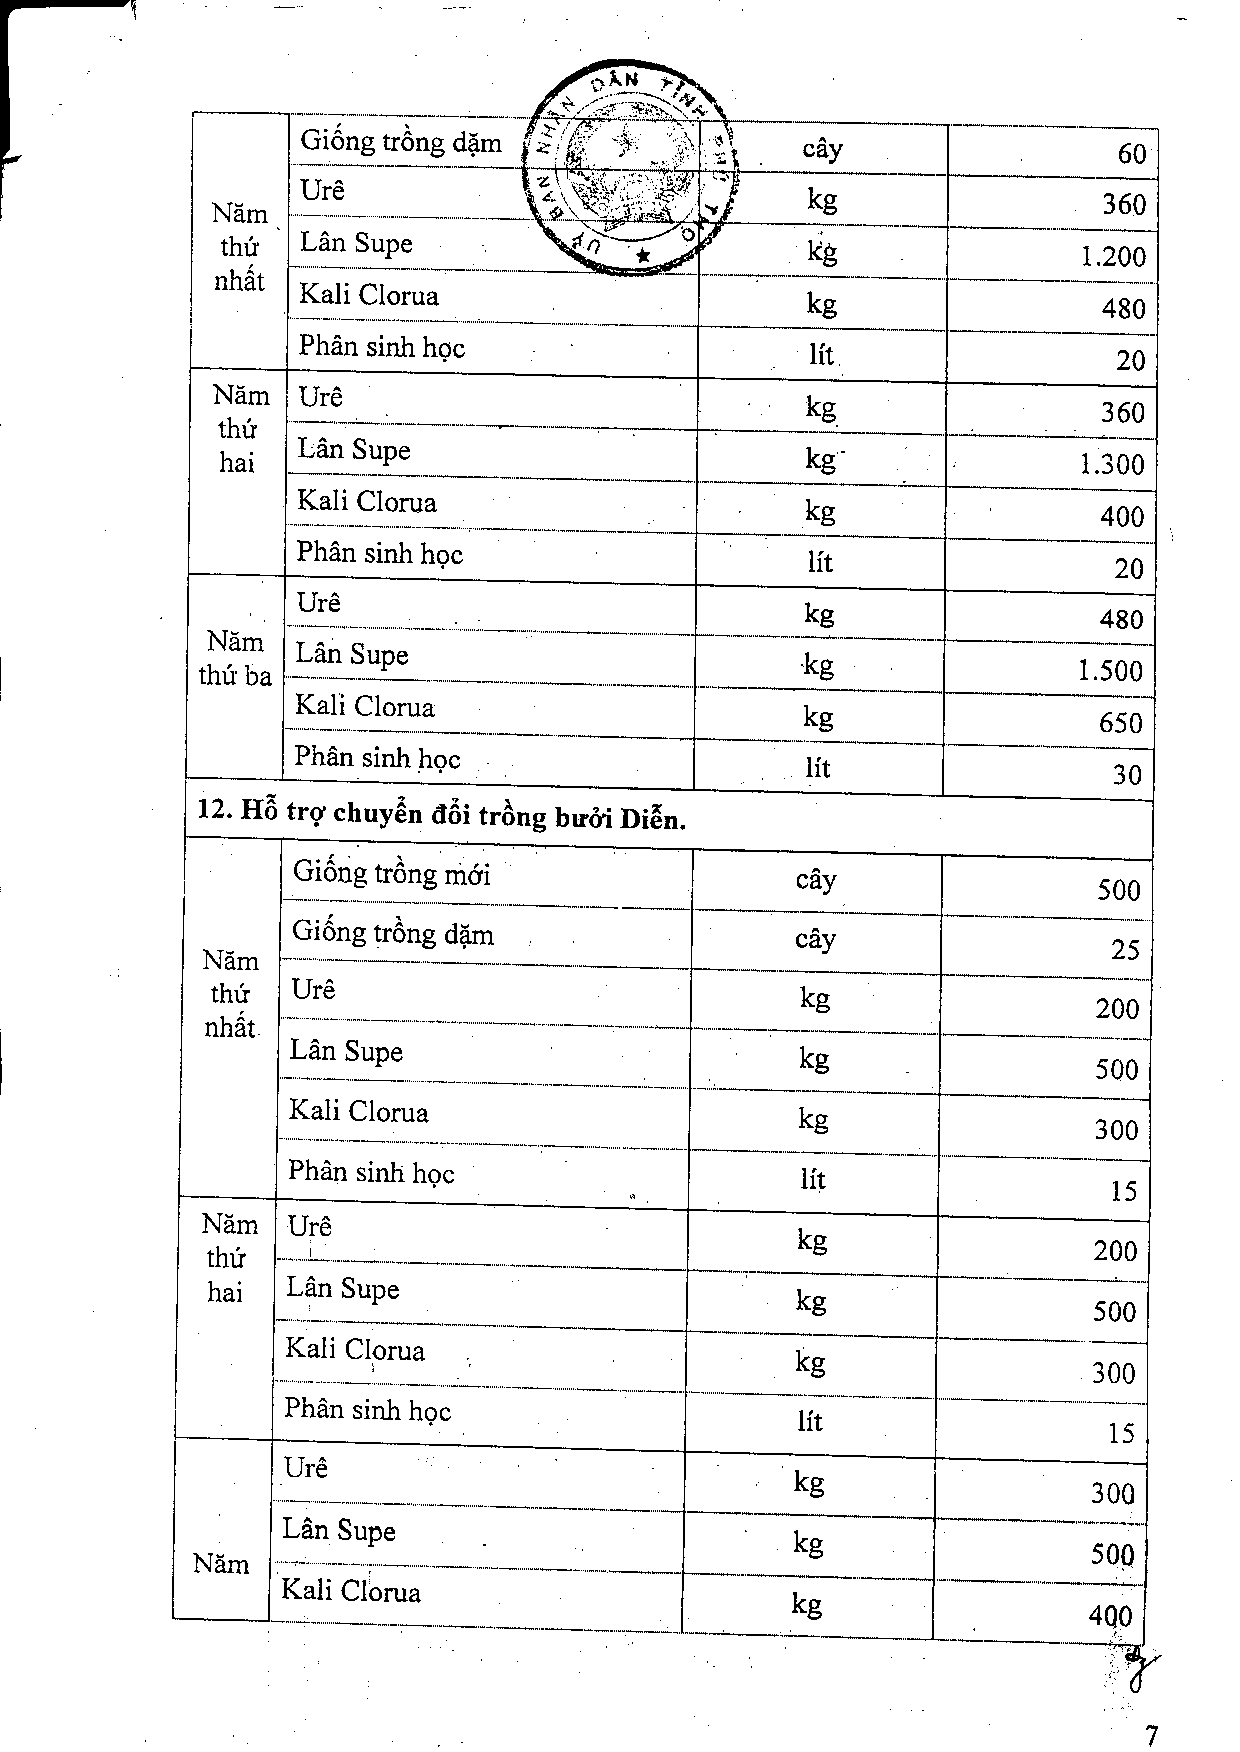 UỶ BAN NHÂN DÂN TỈNH PHÚ THỌ
Năm thứ nhất
Giống trồng dặm cây 60
Urê kg 360
Lân Supe kg 1.200
Kali Clorua kg 480
Phân sinh học lít 20
Năm thứ hai
Urê kg 360
Lân Supe kg 1.300
Kali Clorua kg 400
Phân sinh học lít 20
Năm thứ ba
Urê kg 480
Lân Supe kg 1.500
Kali Clorua kg 650
Phân sinh học lít 30
12. Hỗ trợ chuyển đổi trồng bưởi Diễn.
Năm thứ nhất
Giống trồng mới cây 500
Giống trồng dặm cây 25
Urê kg 200
Lân Supe kg 500
Kali Clorua kg 300
Phân sinh học lít 15
Năm thứ hai
Urê kg 200
Lân Supe kg 500
Kali Clorua kg 300
Phân sinh học lít 15
Năm
Urê kg 300
Lân Supe kg 500
Kali Clorua kg 400
7